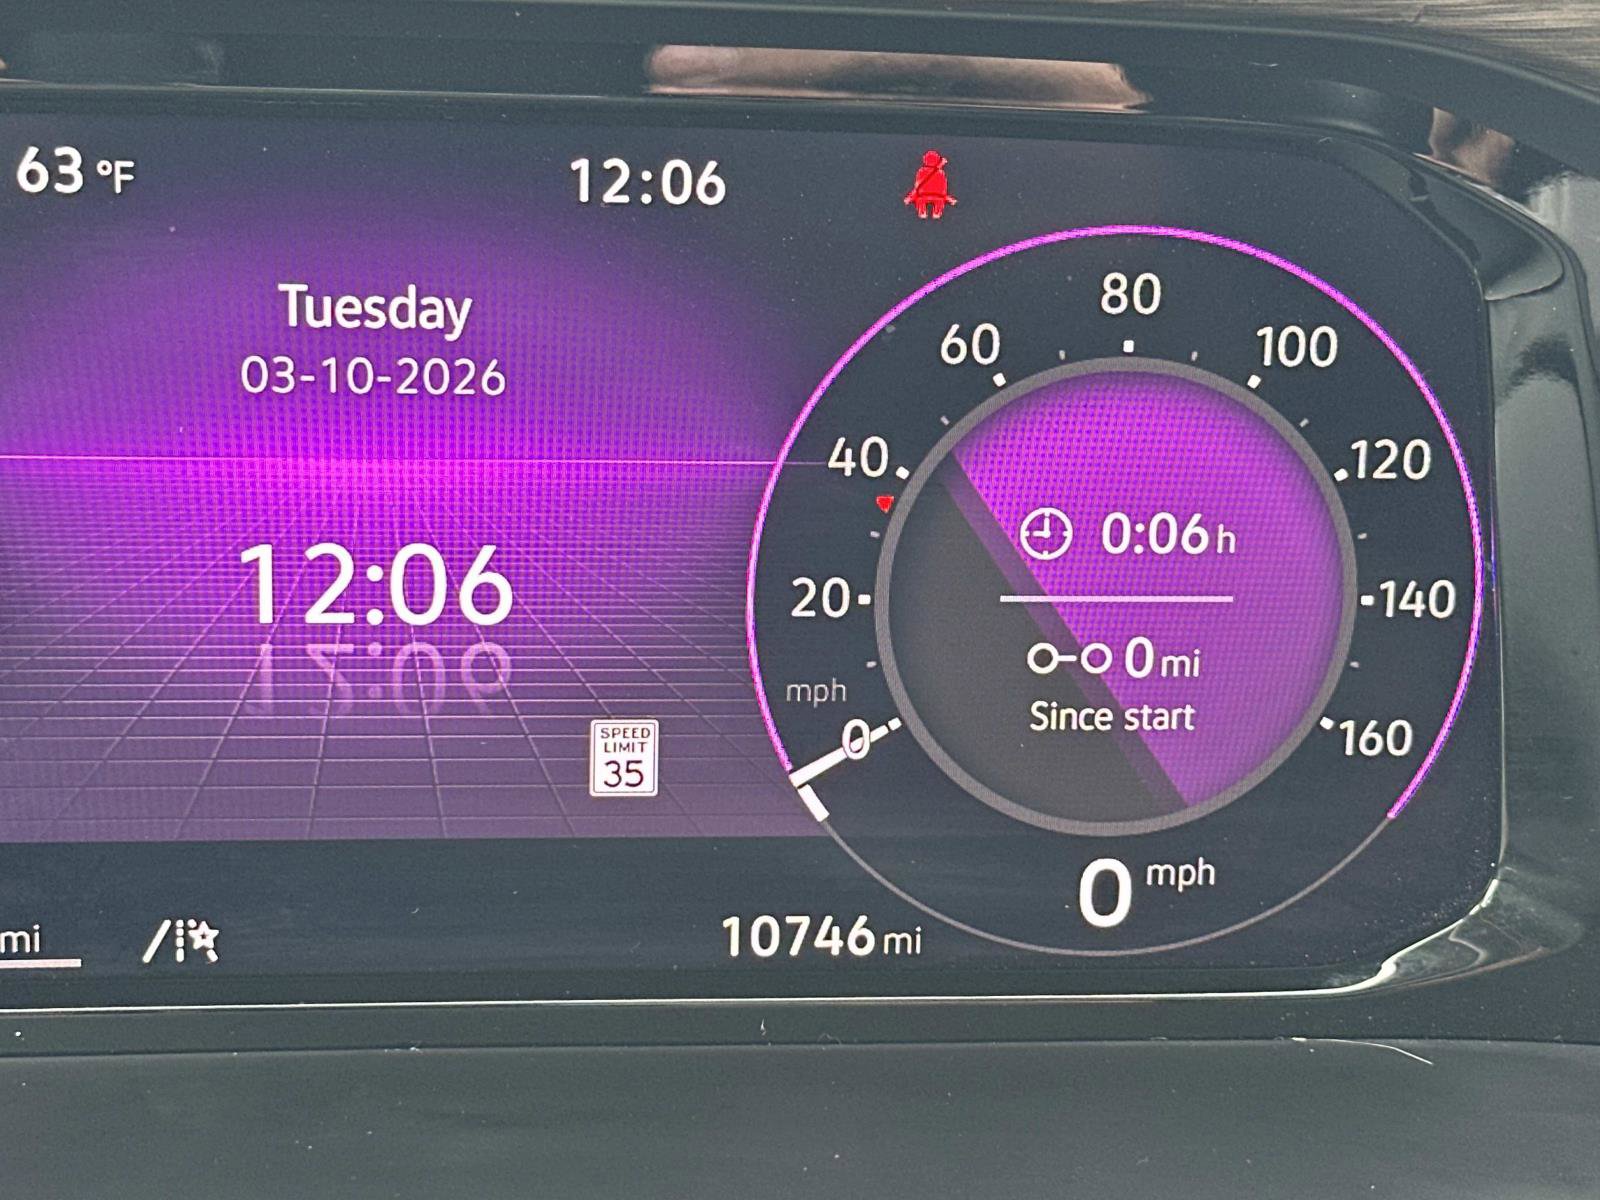 63 °F
12:06
Tuesday
03-10-2026
12:06
SPEED
LIMIT
35
mi
10746 mi
0
20
40
60
80
100
120
140
160
mph
0:06 h
0 mi
Since start
0 mph